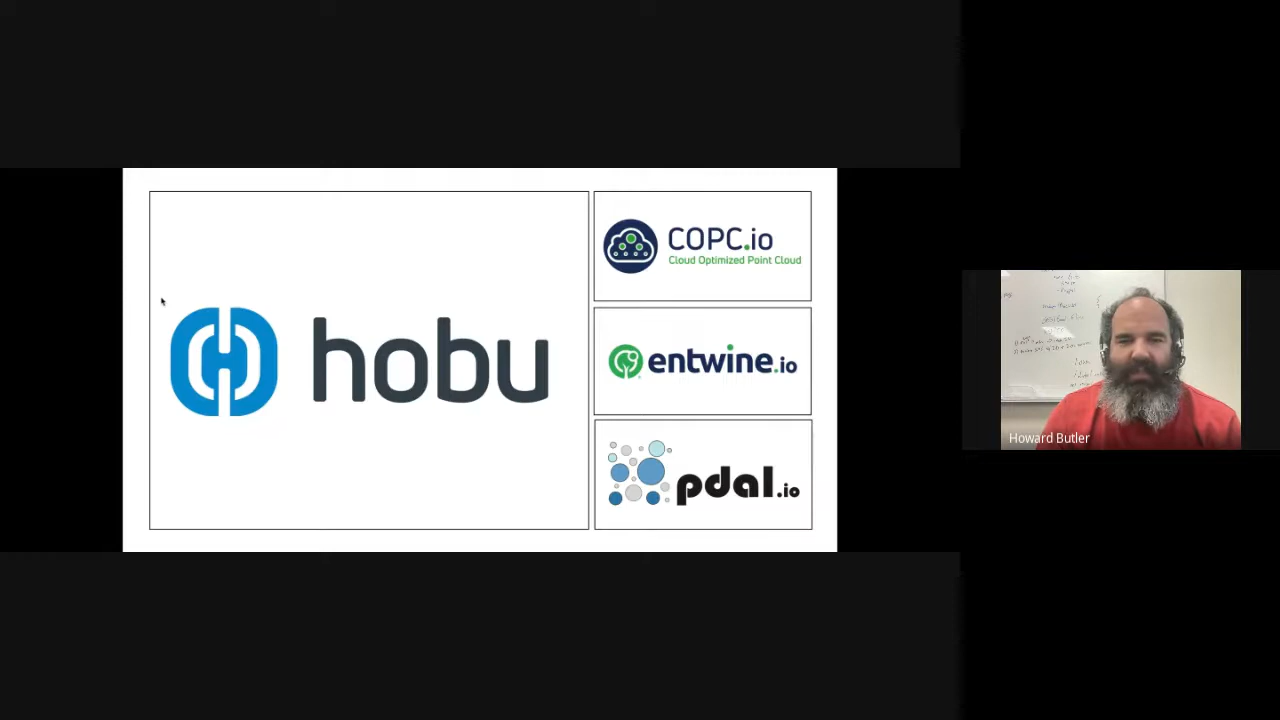 hobu
COPC.io
Cloud Optimized Point Cloud
entwine.io
pdal.io
Howard Butler